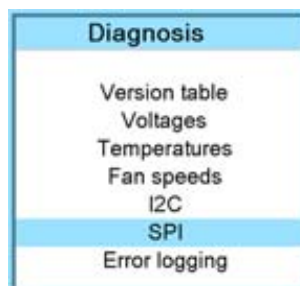 Diagnosis
Version table
Voltages
Temperatures
Fan speeds
I2C
SPI
Error logging